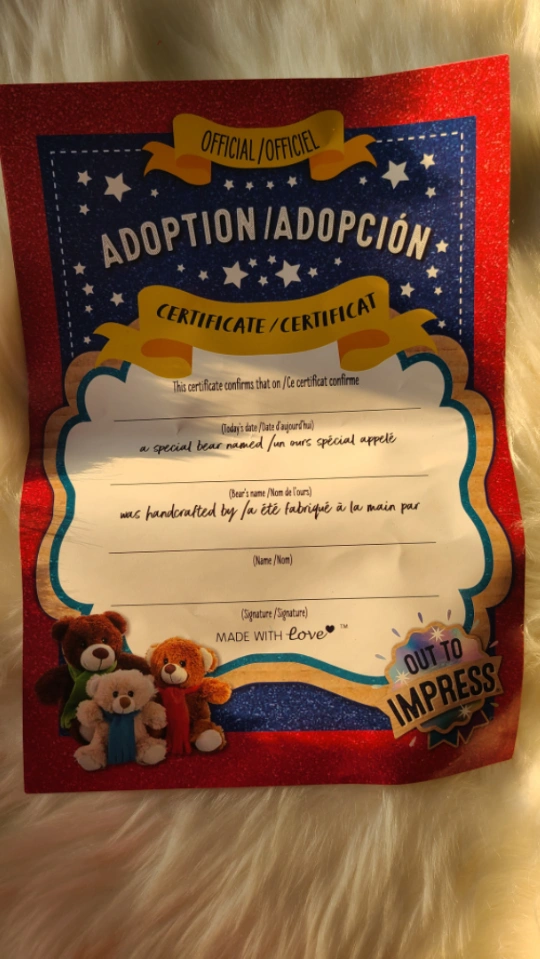 OFFICIAL/OFFICIEL
ADOPTION/ADOPCIÓN
CERTIFICATE/CERTIFICAT
This certificate confirms that on /Ce certificat confirme
(Today's date /Date d'aujourd'hui)
a special bear named /un ours spécial appelé
(Bear's name /Nom de l'ours)
was handcrafted by /a été fabriqué à la main par
(Name /Nom)
(Signature /Signature)
MADE WITH love ™
OUT TO
IMPRESS